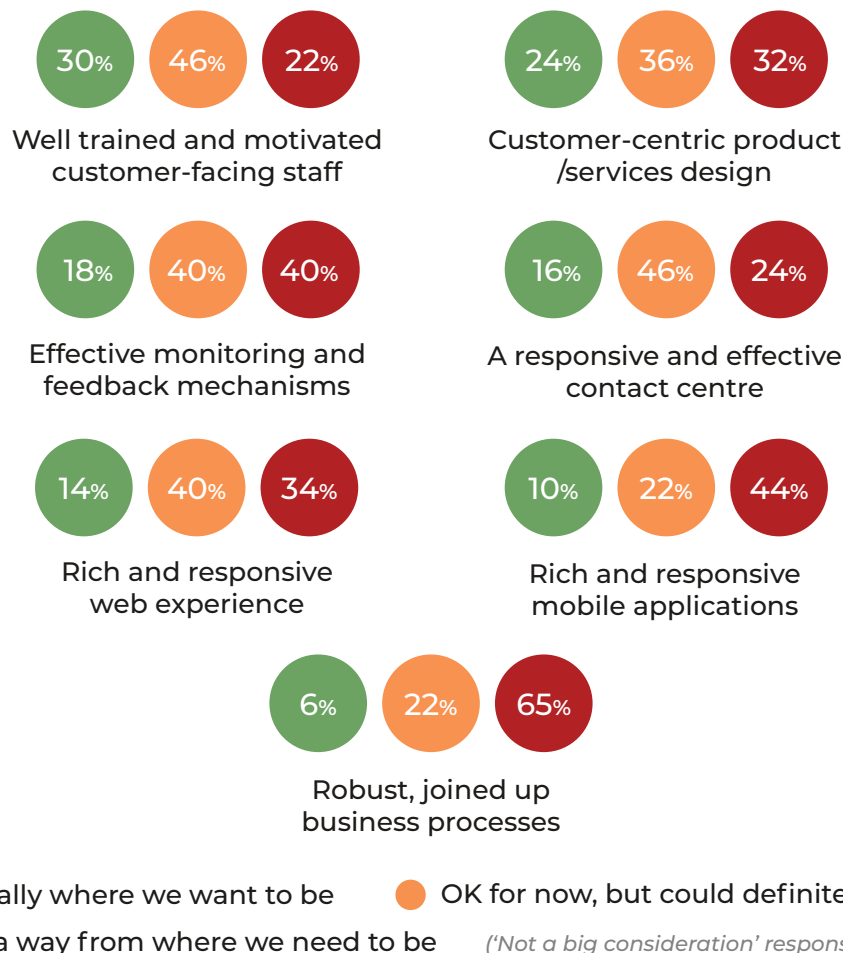 30% 46% 22%
Well trained and motivated
customer-facing staff
24% 36% 32%
Customer-centric product
/services design
18% 40% 40%
Effective monitoring and
feedback mechanisms
16% 46% 24%
A responsive and effective
contact centre
14% 40% 34%
Rich and responsive
web experience
10% 22% 44%
Rich and responsive
mobile applications
6% 22% 65%
Robust, joined up
business processes
where we want to be
OK for now, but could
a way from where we need to be
('Not a big consideration'